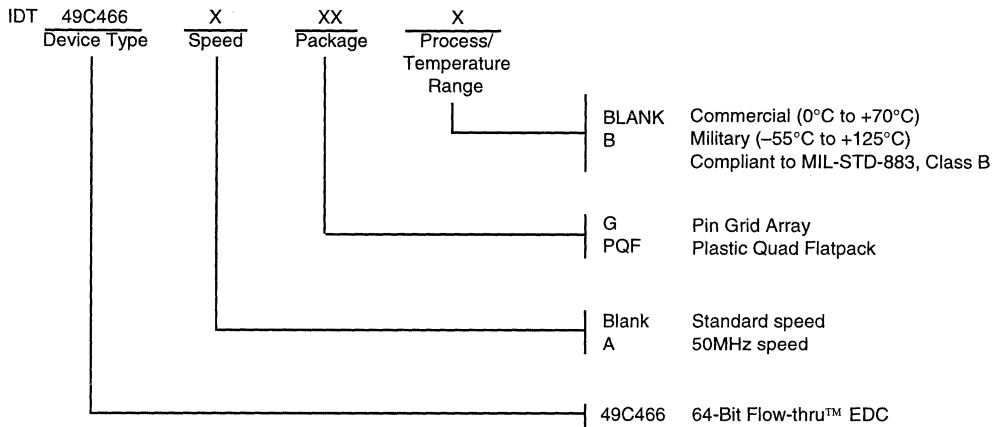 IDT 49C466 X XX X
Device Type Speed Package Process/
Temperature
Range
BLANK Commercial (0°C to +70°C)
B Military (–55°C to +125°C)
Compliant to MIL-STD-883, Class B
G Pin Grid Array
PQF Plastic Quad Flatpack
Blank Standard speed
A 50MHz speed
49C466 64-Bit Flow-thru™ EDC